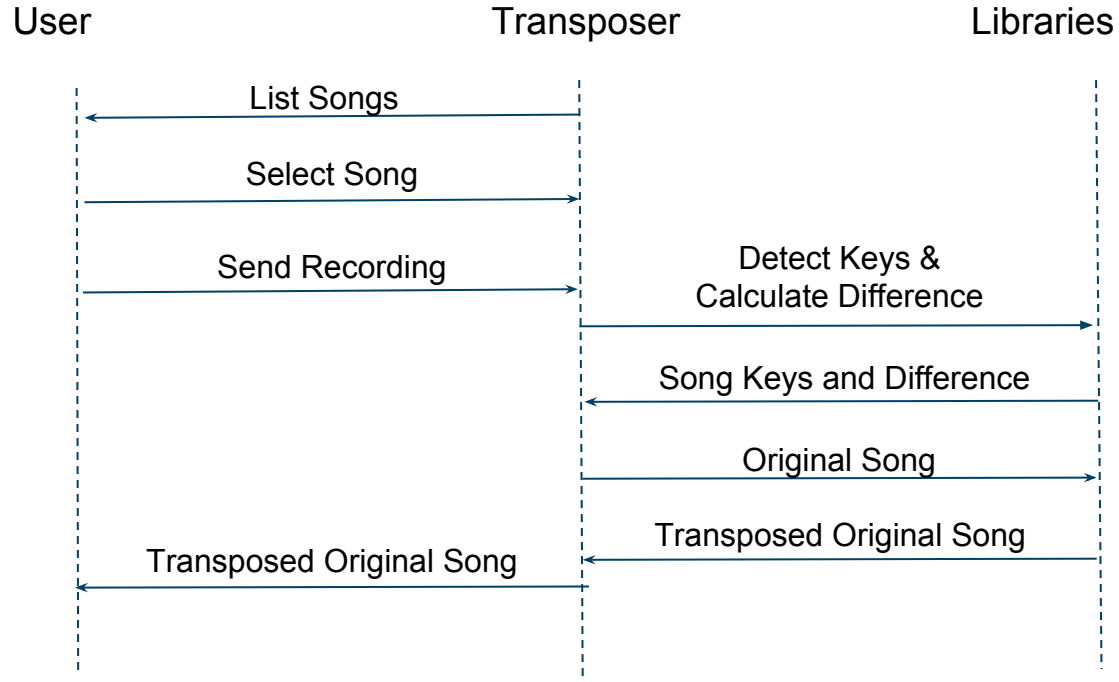 User
Transposer
Libraries
List Songs
Select Song
Send Recording
Detect Keys &
Calculate Difference
Song Keys and Difference
Original Song
Transposed Original Song
Transposed Original Song